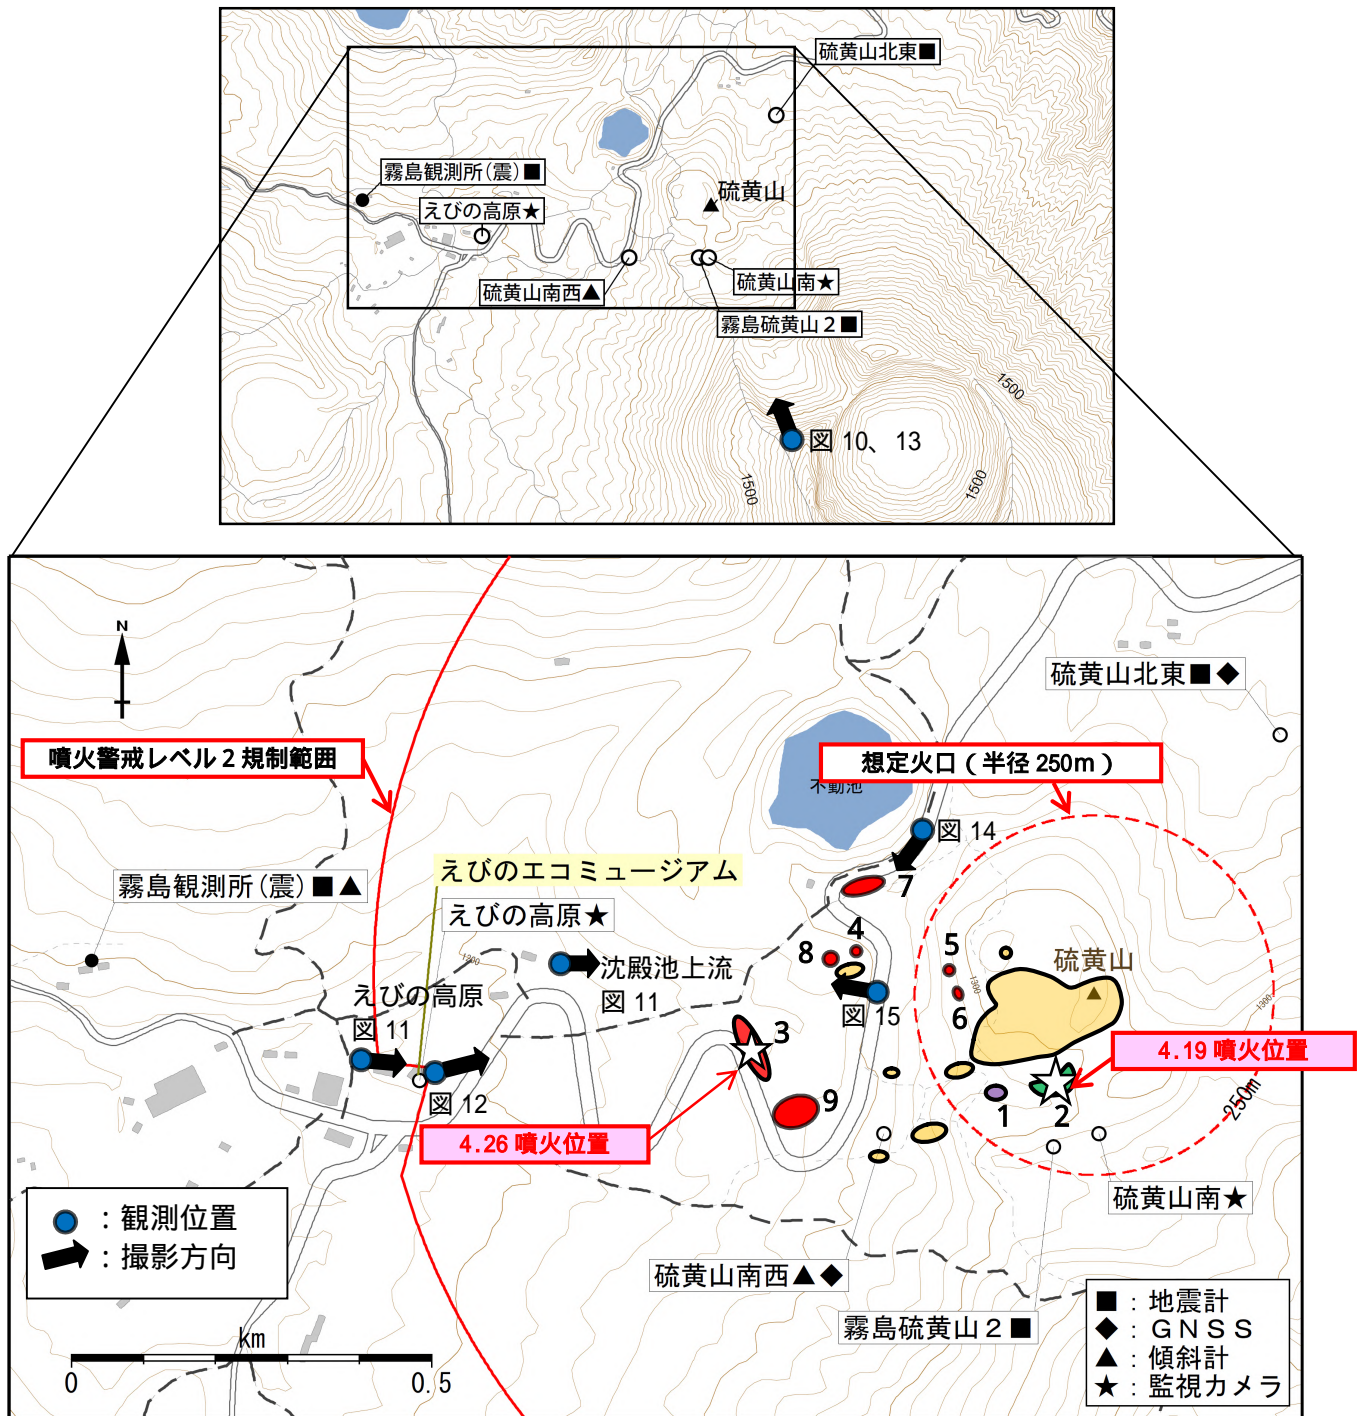 硫黄山北東■
霧島観測所(震)■
えびの高原★
硫黄山
硫黄山南西▲
硫黄山南★
霧島硫黄山2■
1500
図 10、13
1500
1500
N
噴火警戒レベル2規制範囲
想定火口(半径250m)
硫黄山北東■◆
不動池
図 14
えびのエコミュージアム
霧島観測所(震)■▲
えびの高原★
7
4
8
5
6
硫黄山
1300
1300
1300
沈殿池上流
図 11
えびの高原
図 11
図 15
3
4.19 噴火位置
図 12
9
1
2
250m
4.26 噴火位置
硫黄山南★
:観測位置
:撮影方向
硫黄山南西▲◆
霧島硫黄山2■
■:地震計
◆:GNSS
▲:傾斜計
★:監視カメラ
km
0
0.5